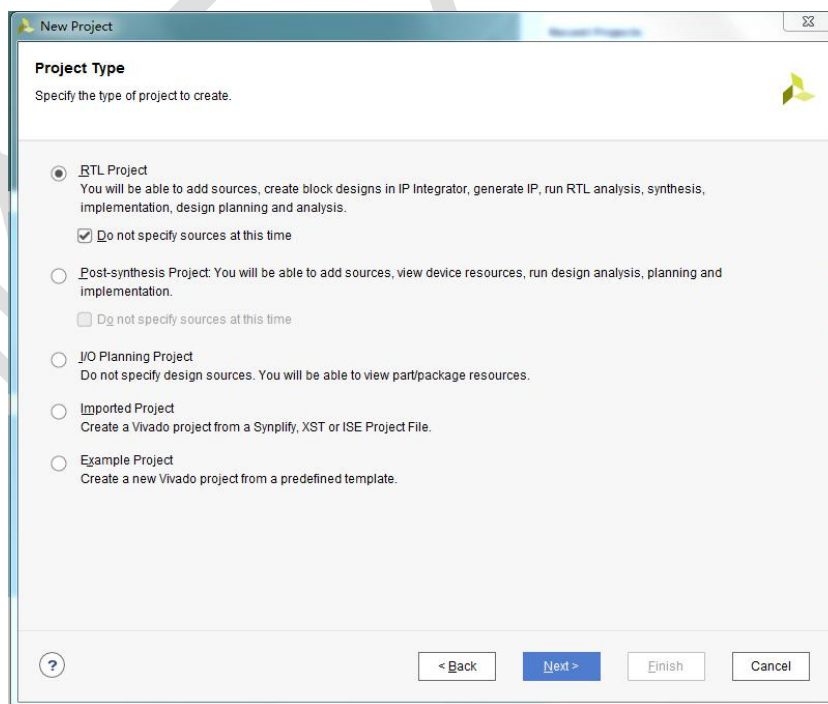 New Project
Recent Projects
Project Type
Specify the type of project to create.
RTL Project
You will be able to add sources, create block designs in IP Integrator, generate IP, run RTL analysis, synthesis,
implementation, design planning and analysis.
Do not specify sources at this time
Post-synthesis Project: You will be able to add sources, view device resources, run design analysis, planning and
implementation.
Do not specify sources at this time
I/O Planning Project
Do not specify design sources. You will be able to view part/package resources.
Imported Project
Create a Vivado project from a Synplify, XST or ISE Project File.
Example Project
Create a new Vivado project from a predefined template.
?
< Back
Next >
Finish
Cancel